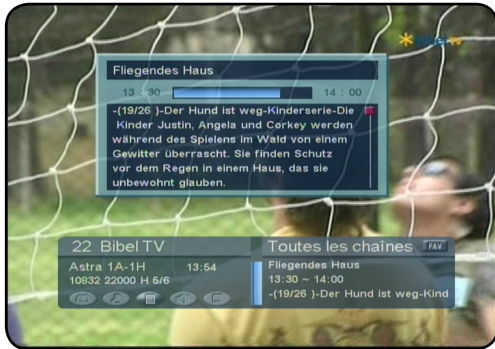 Bibel TV
Fliegendes Haus
13 : 30 14 : 00
-(19/26 )-Der Hund ist weg-Kinderserie-Die
Kinder Justin, Angela und Corkey werden
während des Spielens im Wald von einem
Gewitter überrascht. Sie finden Schutz
vor dem Regen in einem Haus, das sie
unbewohnt glauben.
22 Bibel TV
Toutes les chaînes FAV
Astra 1A-1H 13:54
10832 22000 H 5/6
Fliegendes Haus
13:30 ~ 14:00
-(19/26 )-Der Hund ist weg-Kind